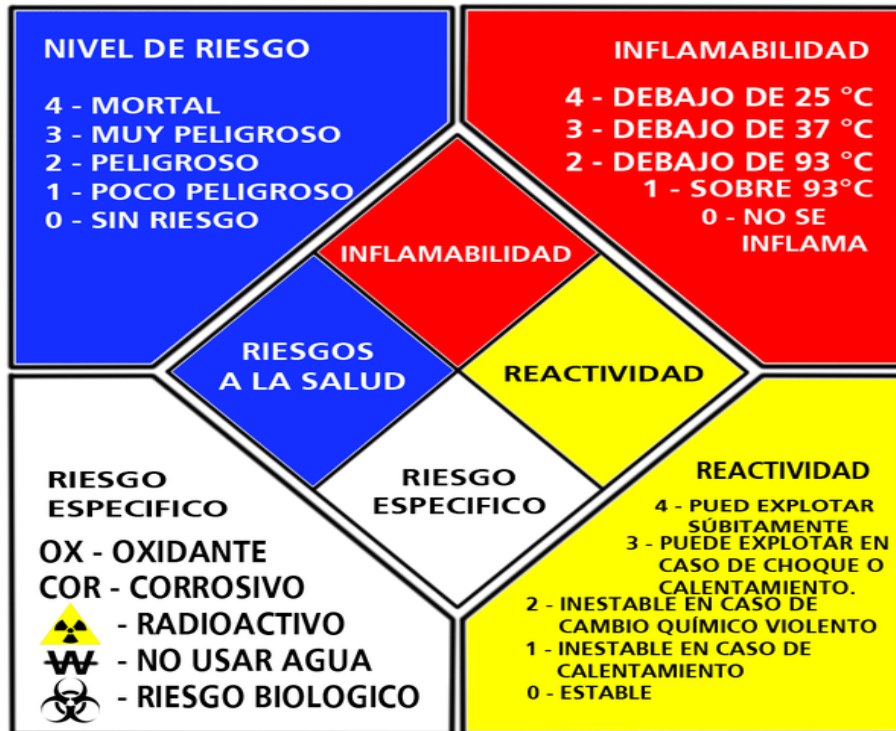 NIVEL DE RIESGO
4 - MORTAL
3 - MUY PELIGROSO
2 - PELIGROSO
1 - POCO PELIGROSO
0 - SIN RIESGO
INFLAMABILIDAD
4 - DEBAJO DE 25 °C
3 - DEBAJO DE 37 °C
2 - DEBAJO DE 93 °C
1 - SOBRE 93°C
0 - NO SE
INFLAMA
INFLAMABILIDAD
RIESGOS
A LA SALUD
REACTIVIDAD
RIESGO
ESPECIFICO
RIESGO
ESPECIFICO
OX - OXIDANTE
COR - CORROSIVO
- RADIOACTIVO
W - NO USAR AGUA
- RIESGO BIOLOGICO
REACTIVIDAD
4 - PUED EXPLOTAR
SÚBITAMENTE
3 - PUEDE EXPLOTAR EN
CASO DE CHOQUE O
CALENTAMIENTO.
2 - INESTABLE EN CASO DE
CAMBIO QUÍMICO VIOLENTO
1 - INESTABLE EN CASO DE
CALENTAMIENTO
0 - ESTABLE